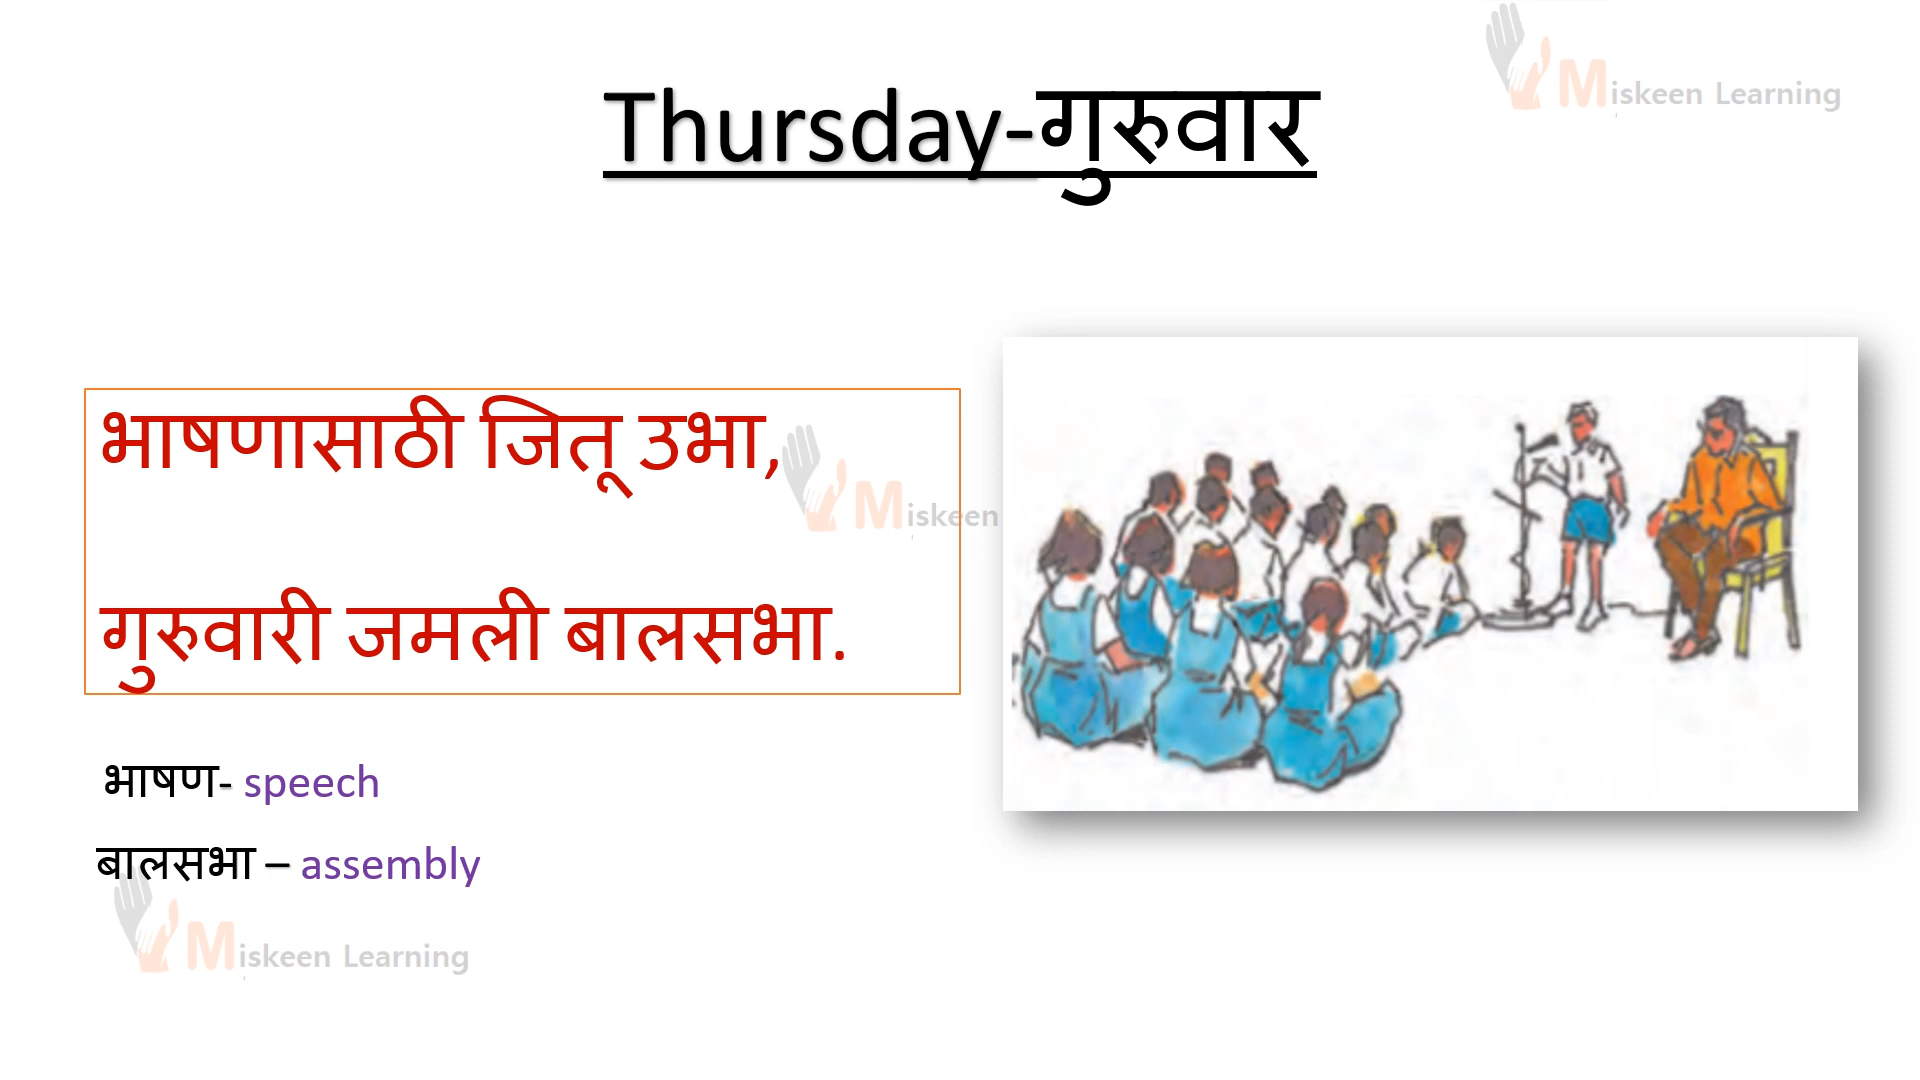 Miskeen Learning
Thursday-गुरुवार
भाषणासाठी जितू उभा,
Miskeen
गुरुवारी जमली बालसभा.
भाषण- speech
बालसभा – assembly
Miskeen Learning